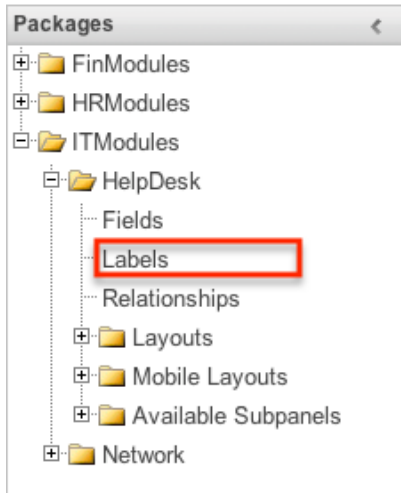 Packages
FinModules
HRModules
ITModules
HelpDesk
Fields
Labels
Relationships
Layouts
Mobile Layouts
Available Subpanels
Network